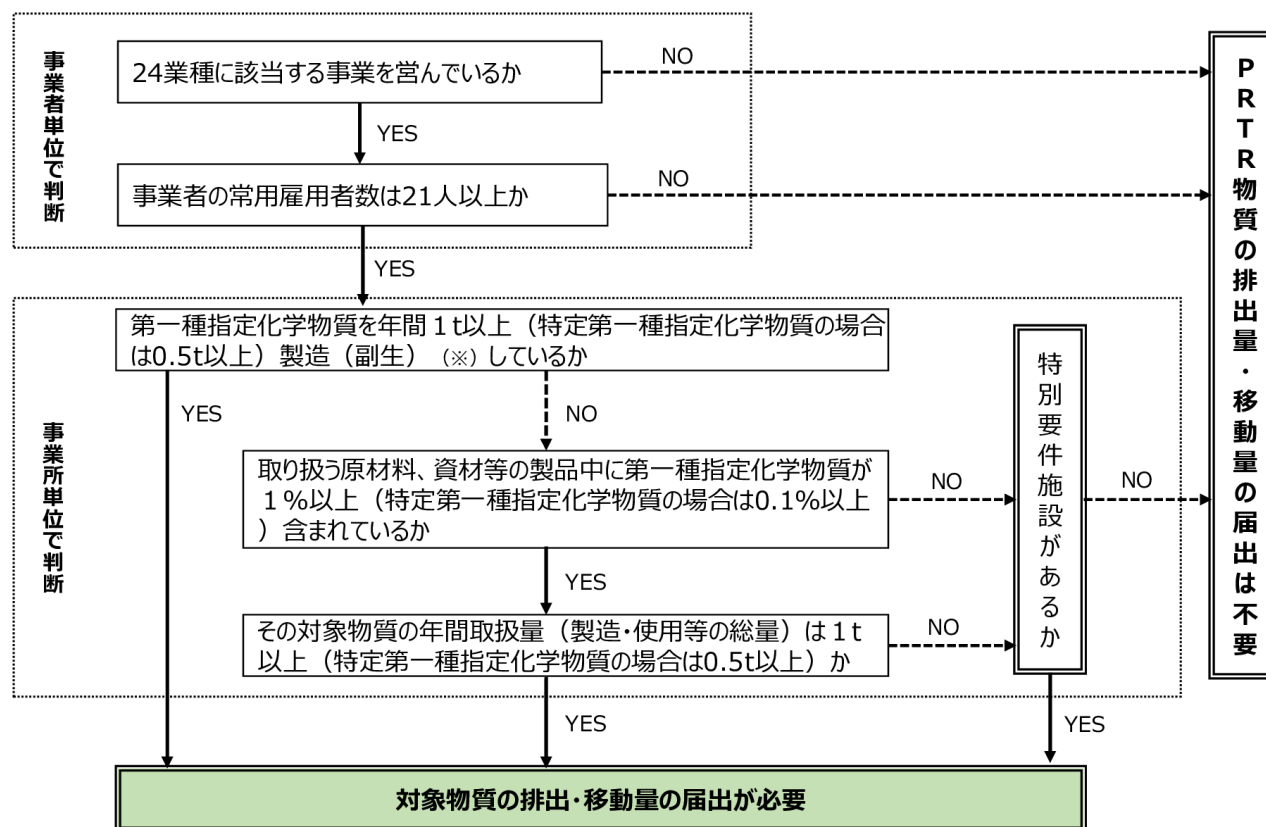 事業者単位で判断
24業種に該当する事業を営んでいるか
NO
YES
事業者の常用雇用者数は21人以上か
NO
YES
事業所単位で判断
第一種指定化学物質を年間１t以上（特定第一種指定化学物質の場合
は0.5t以上）製造（副生）（※）しているか
YES
NO
取り扱う原材料、資材等の製品中に第一種指定化学物質が
１%以上（特定第一種指定化学物質の場合は0.1%以上
）含まれているか
NO
YES
その対象物質の年間取扱量（製造・使用等の総量）は１t
以上（特定第一種指定化学物質の場合は0.5t以上）か
NO
YES
特別要件施設があるか
NO
YES
PRTR物質の排出量・移動量の届出は不要
対象物質の排出・移動量の届出が必要